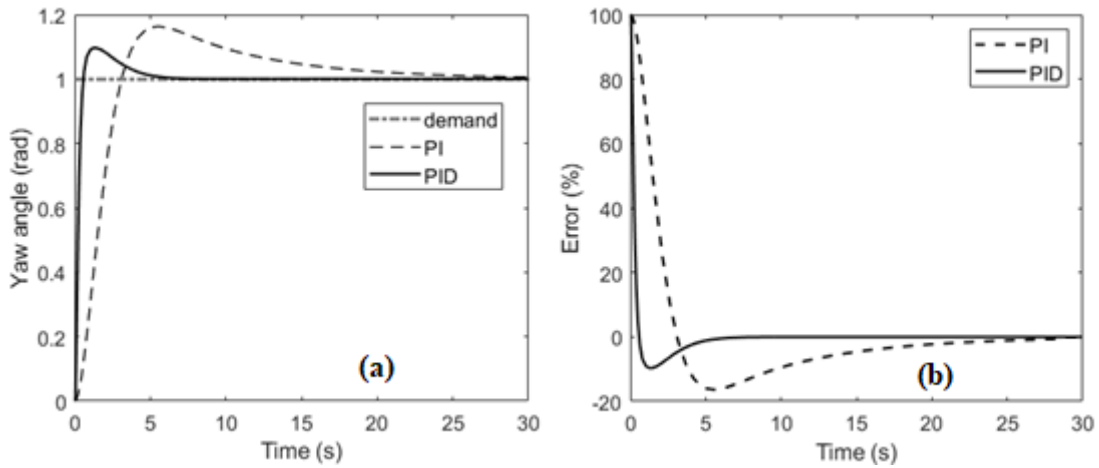 1.2
1
0.8
0.6
0.4
0.2
0
Yaw angle (rad)
demand
PI
PID
(a)
0 5 10 15 20 25 30
Time (s)
100
80
60
40
20
0
-20
Error (%)
PI
PID
(b)
0 5 10 15 20 25 30
Time (s)